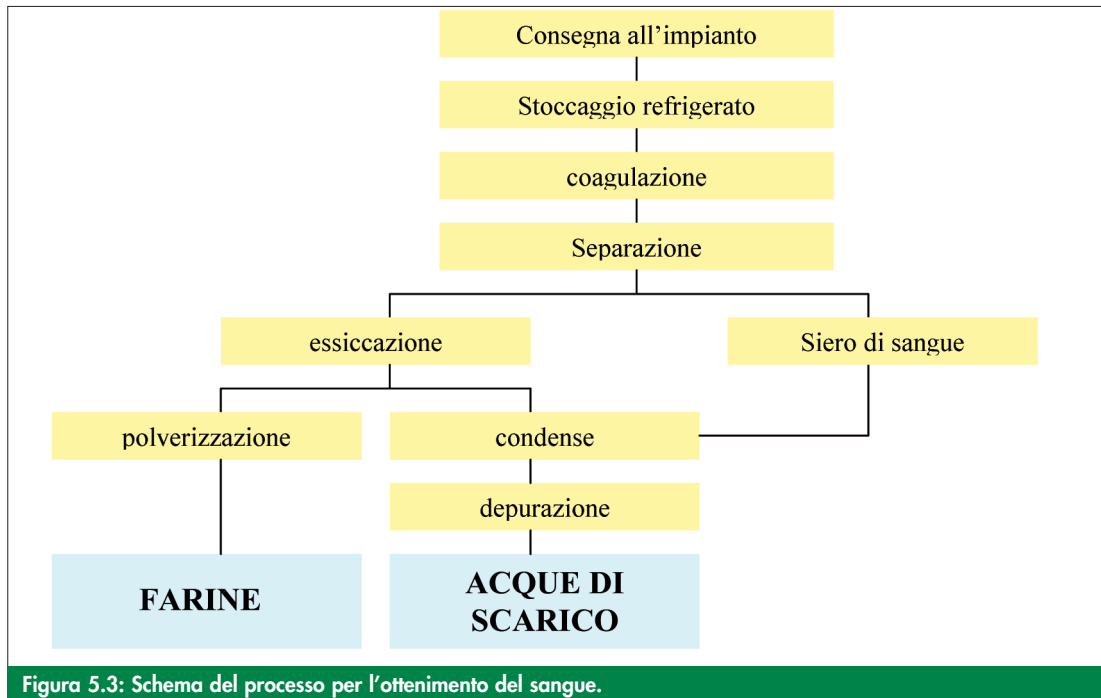 Consegna all’impianto
Stoccaggio refrigerato
coagulazione
Separazione
essiccazione
Siero di sangue
polverizzazione
condense
depurazione
FARINE
ACQUE DI
SCARICO
Figura 5.3: Schema del processo per l’ottenimento del sangue.